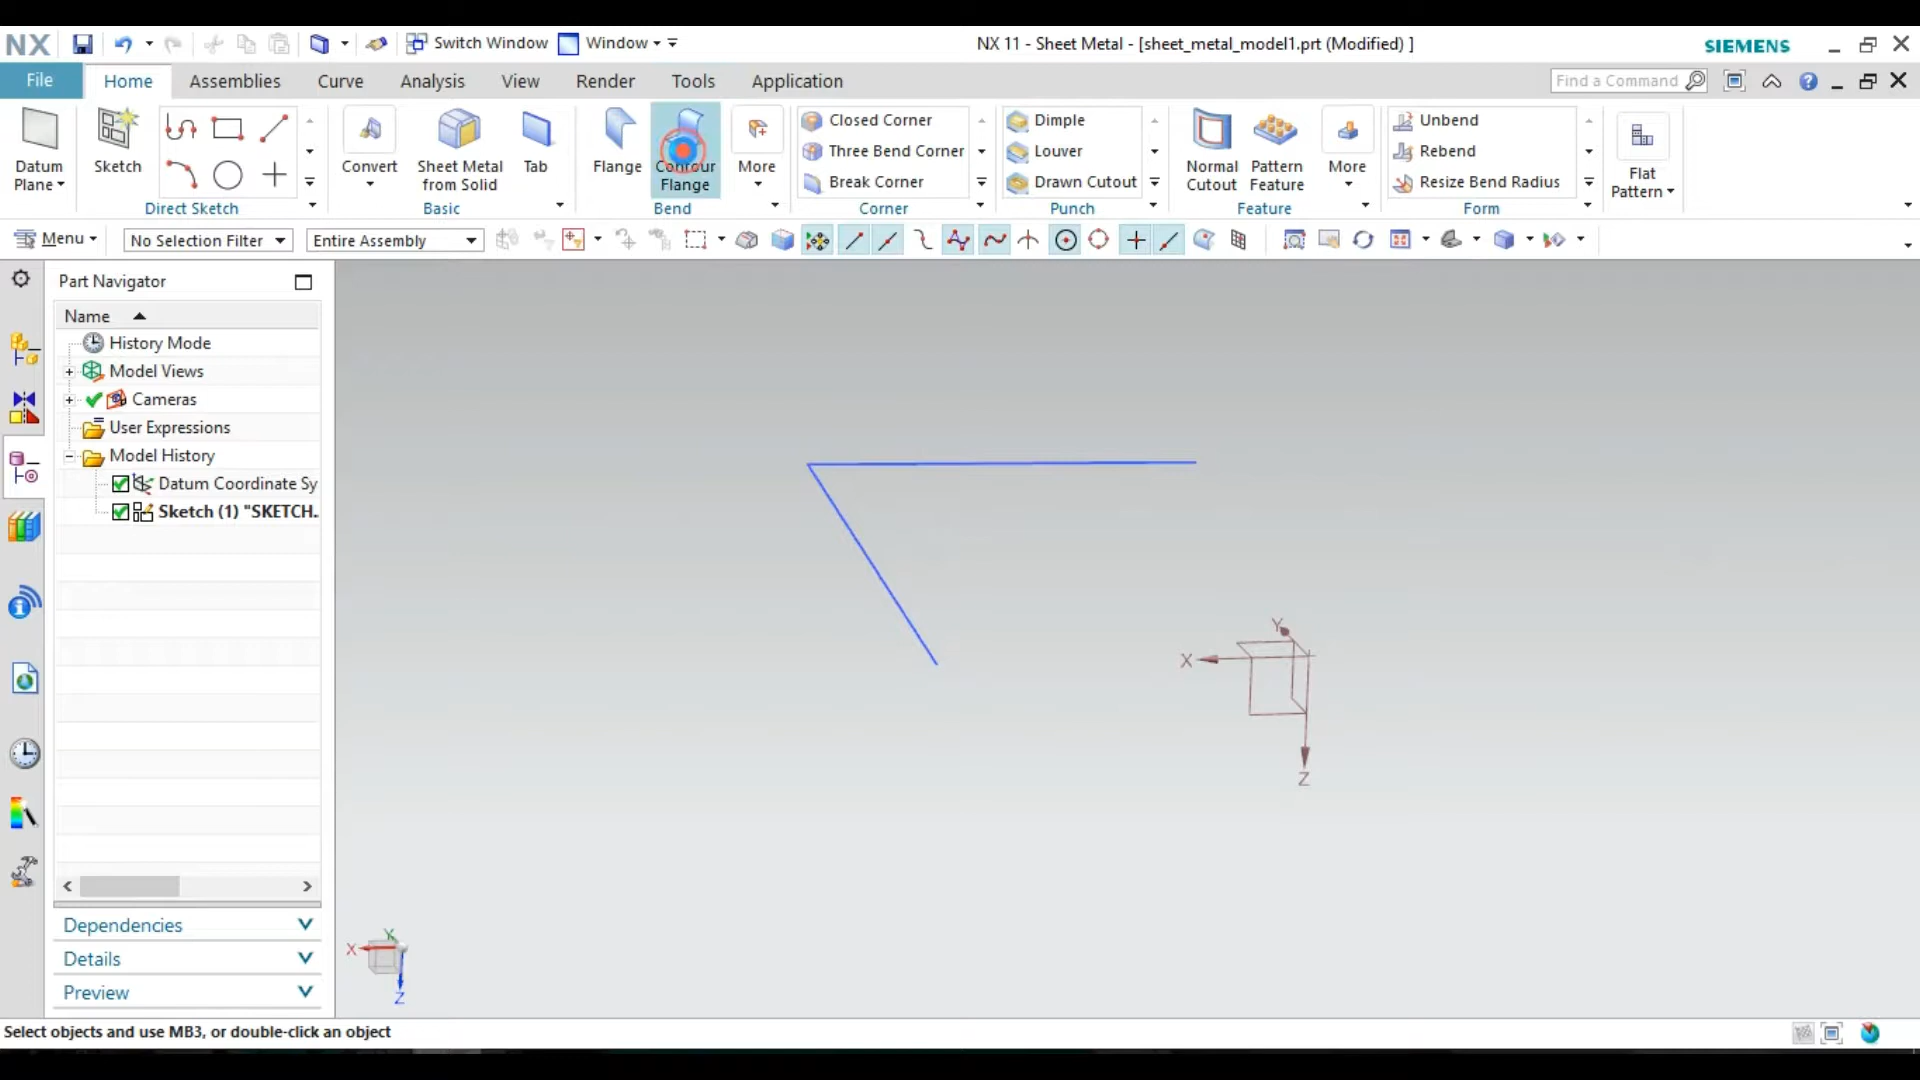 NX Switch Window Window NX 11 - Sheet Metal - [sheet_metal_model1.prt (Modified) ] SIEMENS
File Home Assemblies Curve Analysis View Render Tools Application Find a Command
Datum Plane
Sketch
Direct Sketch
Convert
Sheet Metal from Solid
Tab
Basic
Flange
Contour Flange
More
Bend
Closed Corner
Three Bend Corner
Break Corner
Corner
Dimple
Louver
Drawn Cutout
Punch
Normal Cutout
Pattern Feature
More
Feature
Unbend
Rebend
Resize Bend Radius
Form
Flat Pattern
Menu No Selection Filter Entire Assembly
Part Navigator
Name
History Mode
Model Views
Cameras
User Expressions
Model History
Datum Coordinate Sy
Sketch (1) "SKETCH.
Dependencies
Details
Preview
Y
X
Z
X
Y
Z
Select objects and use MB3, or double-click an object